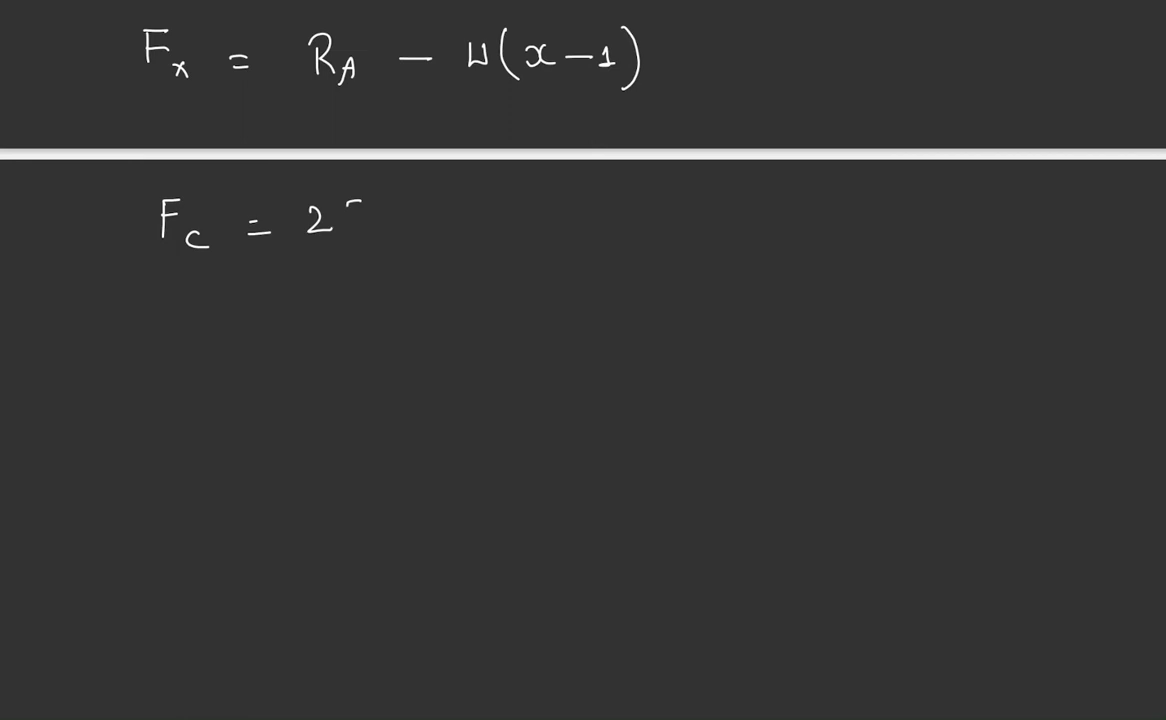 Fx = RA - w(x-1)
Fc = 2